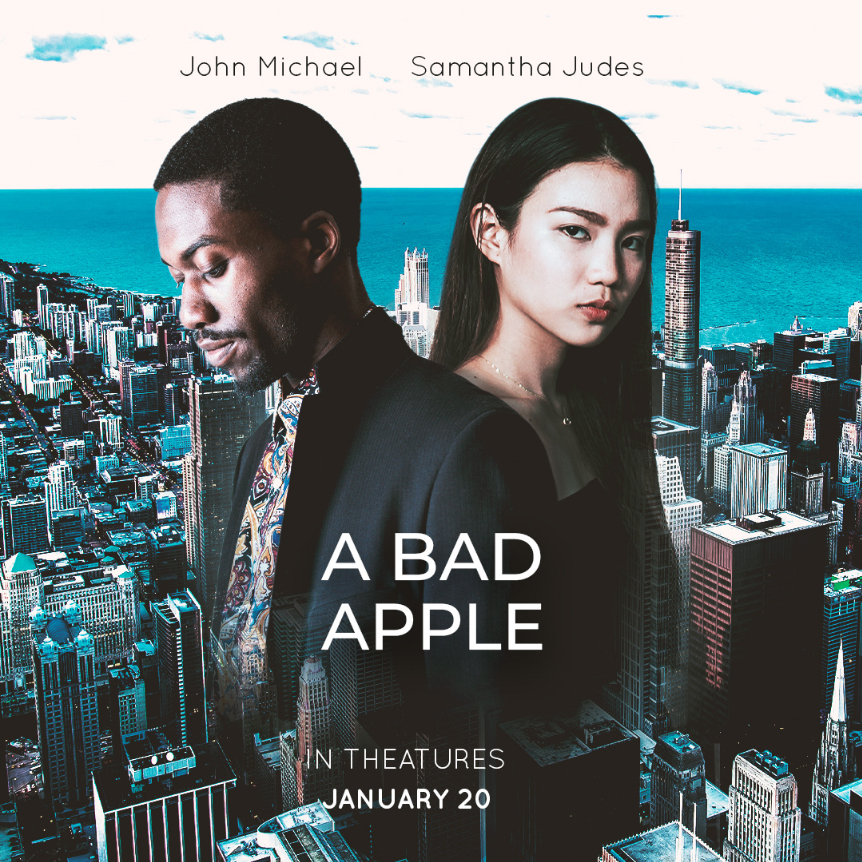 John Michael Samantha Judes
A BAD
APPLE
IN THEATURES
JANUARY 20